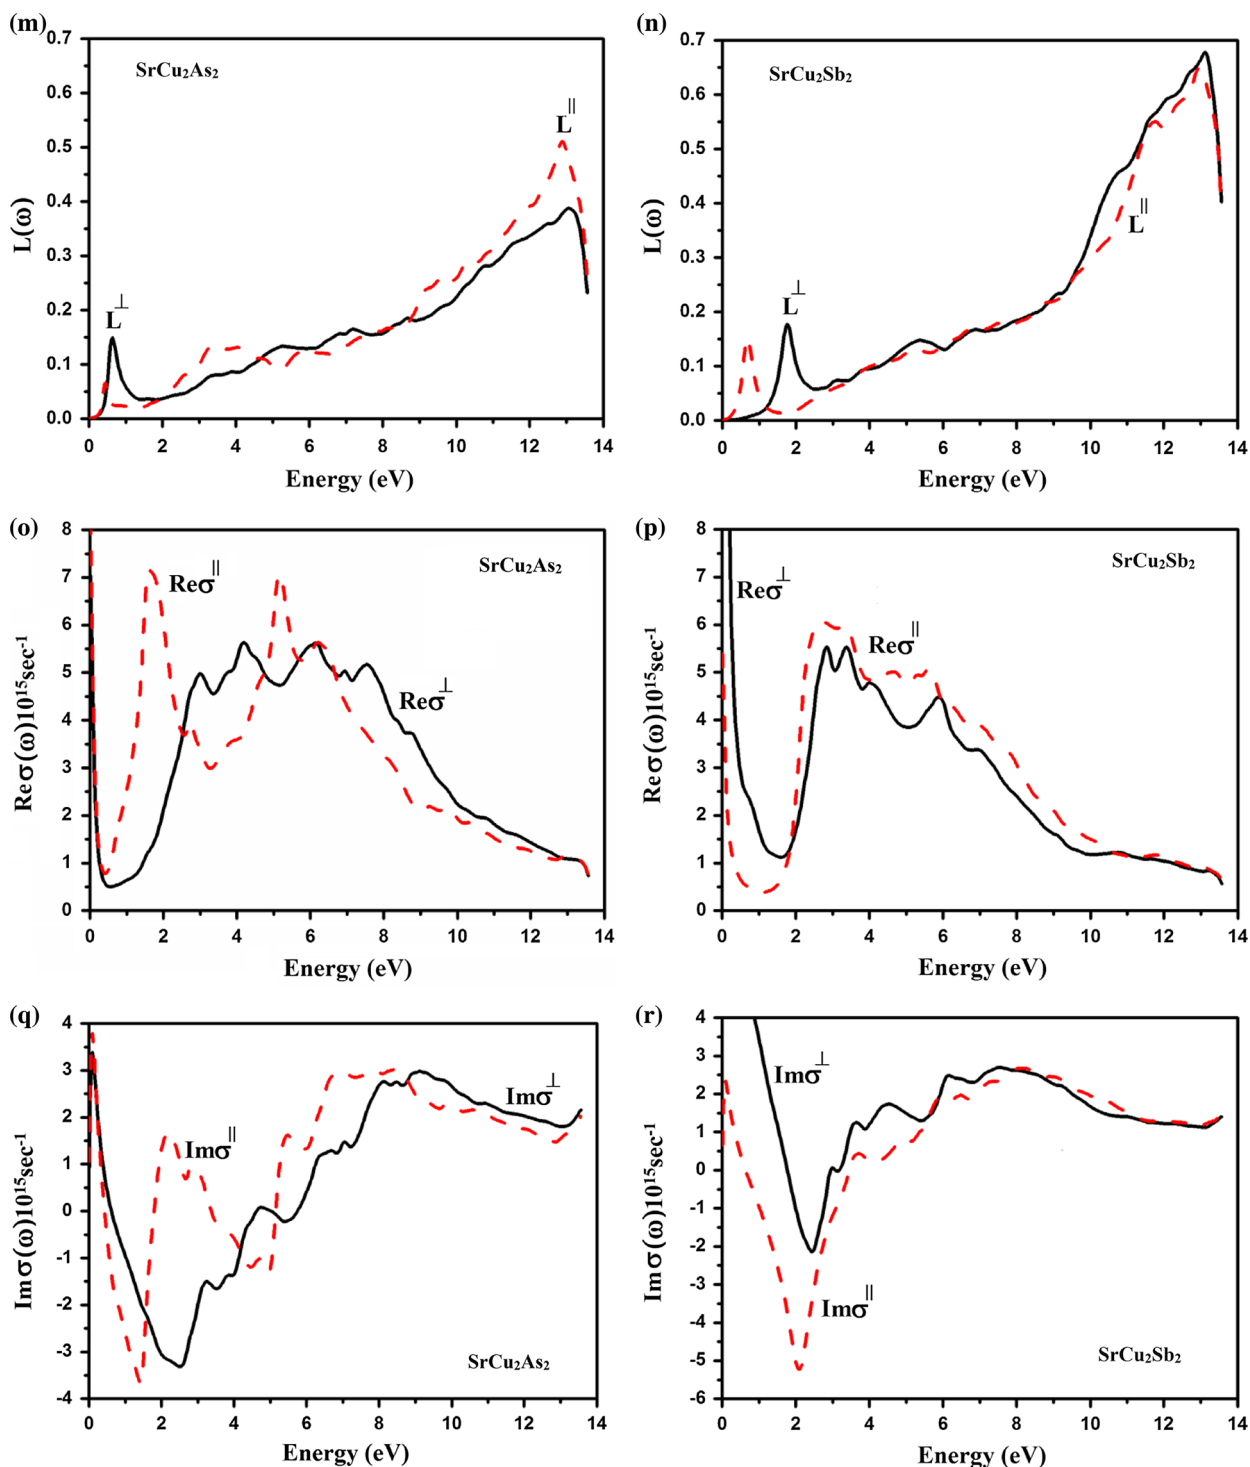 (m)
0.7
0.6
0.5
0.4
0.3
0.2
0.1
0.0
L(ω)
SrCu₂As₂
L^||
L^⊥
0 2 4 6 8 10 12 14
Energy (eV)
(n)
0.7
0.6
0.5
0.4
0.3
0.2
0.1
0.0
L(ω)
SrCu₂Sb₂
L^||
L^⊥
0 2 4 6 8 10 12 14
Energy (eV)
(o)
8
7
6
5
4
3
2
1
0
Reσ(ω)10¹⁵sec⁻¹
Reσ^||
SrCu₂As₂
Reσ^⊥
0 2 4 6 8 10 12 14
Energy (eV)
(p)
8
7
6
5
4
3
2
1
0
Reσ(ω)10¹⁵sec⁻¹
SrCu₂Sb₂
Reσ^⊥
Reσ^||
0 2 4 6 8 10 12 14
Energy (eV)
(q)
4
3
2
1
0
-1
-2
-3
-4
Imσ(ω)10¹⁵sec⁻¹
Imσ^⊥
Imσ^||
SrCu₂As₂
0 2 4 6 8 10 12 14
Energy (eV)
(r)
4
3
2
1
0
-1
-2
-3
-4
-5
-6
Imσ(ω)10¹⁵sec⁻¹
Imσ^⊥
Imσ^||
SrCu₂Sb₂
0 2 4 6 8 10 12 14
Energy (eV)